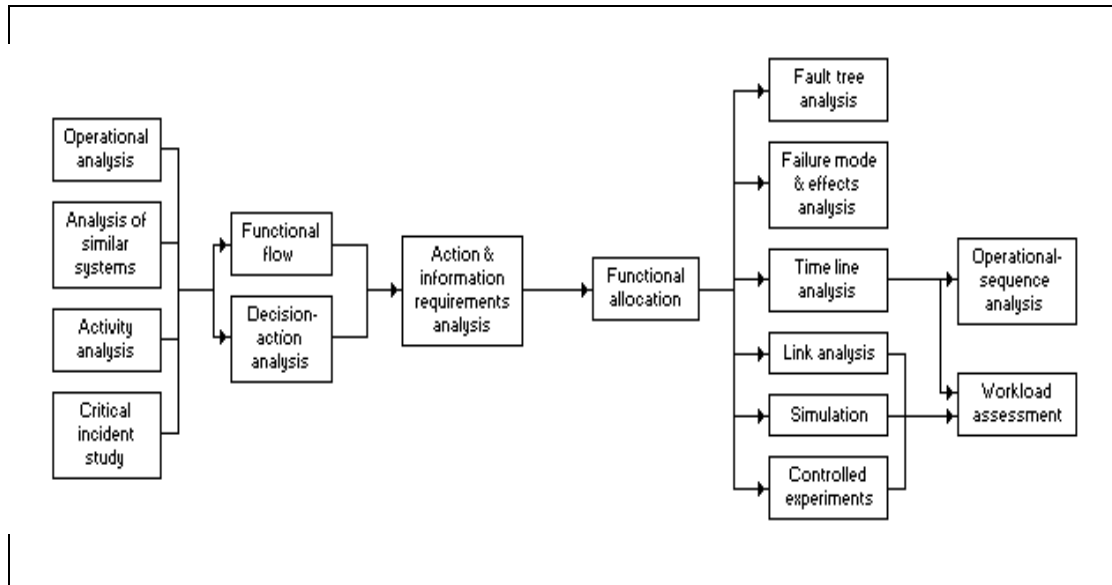 Operational
analysis
Analysis of
similar
systems
Activity
analysis
Critical
incident
study
Functional
flow
Decision-
action
analysis
Action &
information
requirements
analysis
Functional
allocation
Fault tree
analysis
Failure mode
& effects
analysis
Time line
analysis
Link analysis
Simulation
Controlled
experiments
Operational-
sequence
analysis
Workload
assessment